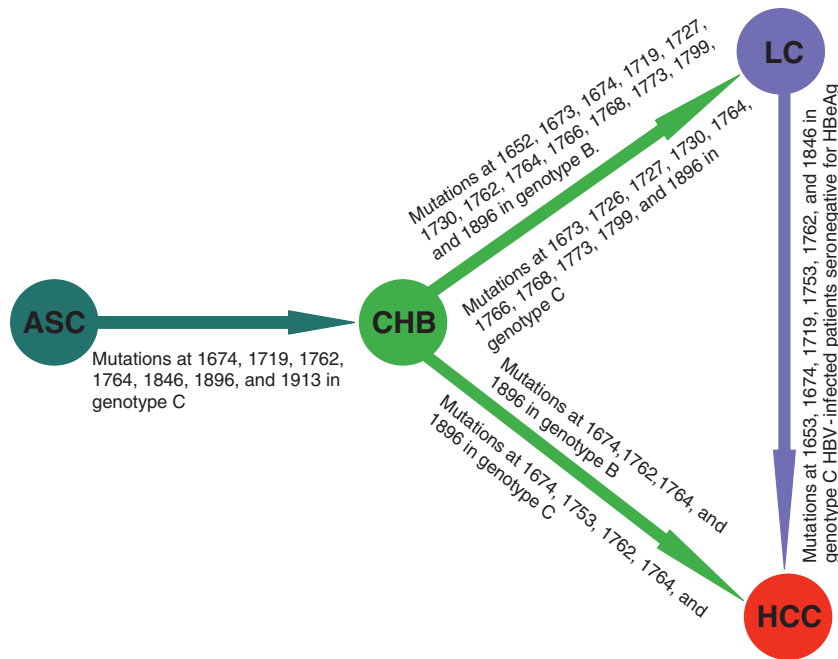 ASC
Mutations at 1674, 1719, 1762,
1764, 1846, 1896, and 1913 in
genotype C
CHB
Mutations at 1652, 1673, 1674, 1719, 1727,
1730, 1762, 1764, 1766, 1768, 1773, 1799,
and 1896 in genotype B.
Mutations at 1673, 1726, 1727, 1730, 1764,
1766, 1768, 1773, 1799, and 1896 in
genotype C
LC
Mutations at 1674,1762,1764, and
1896 in genotype B
Mutations at 1674, 1753, 1762, 1764, and
1896 in genotype C
Mutations at 1653, 1674, 1719, 1753, 1762, and 1846 in
genotype C HBV-infected patients seronegative for HBeAg
HCC